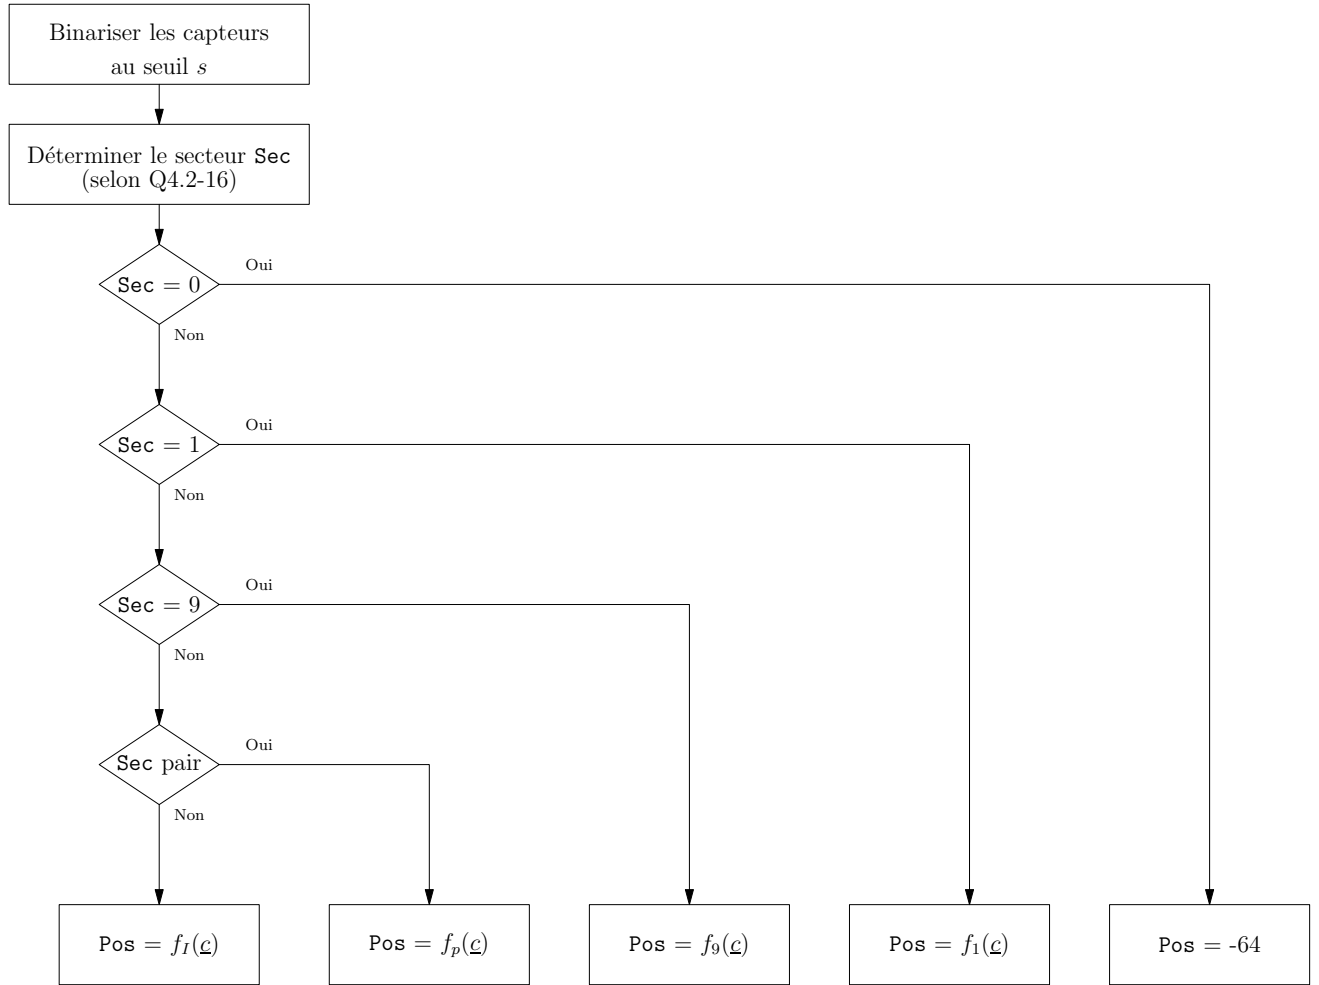 Binariser les capteurs
au seuil s
Déterminer le secteur Sec
(selon Q4.2-16)
Oui
Sec = 0
Non
Oui
Sec = 1
Non
Oui
Sec = 9
Non
Oui
Sec pair
Non
Pos = f_I(c)
Pos = f_p(c)
Pos = f_9(c)
Pos = f_1(c)
Pos = -64